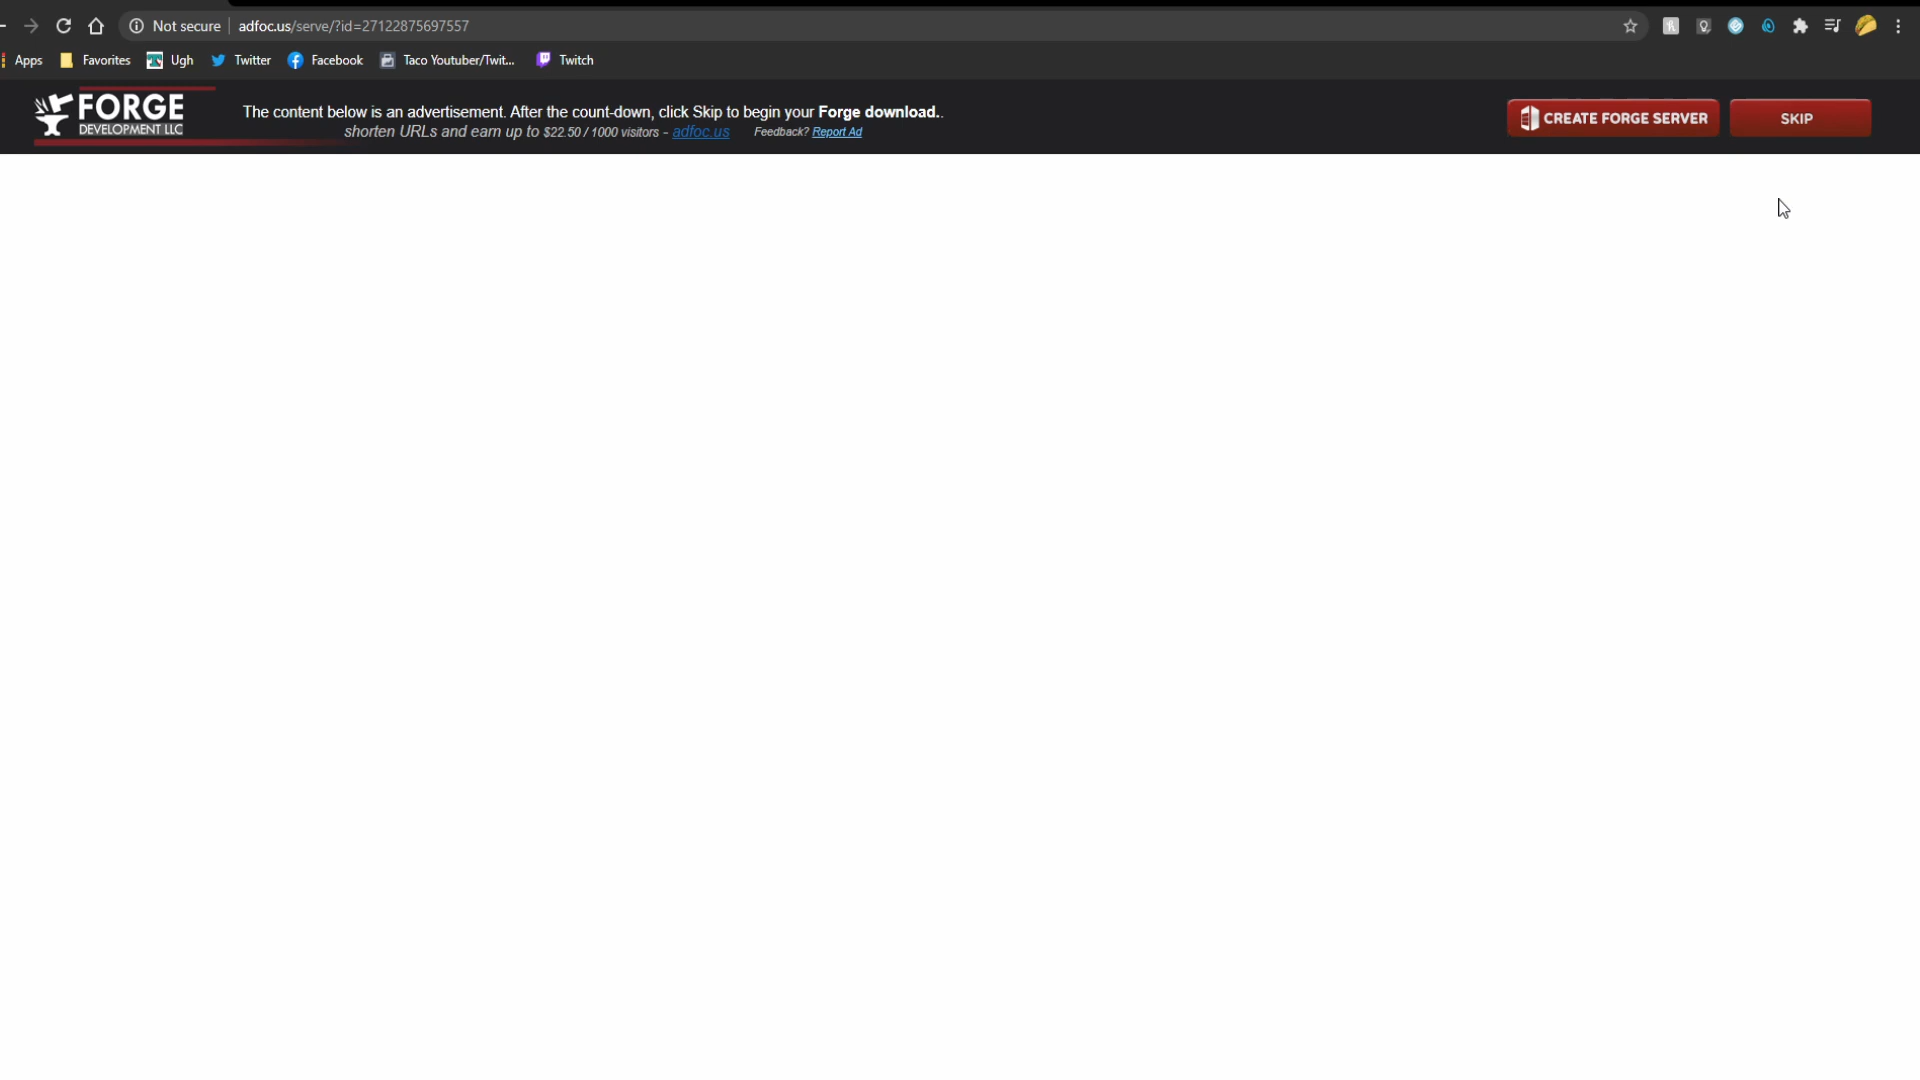 Not secure adfoc.us/serve/?id=27122875697557
Apps Favorites Ugh Twitter Facebook Taco Youtuber/Twit... Twitch
FORGE
DEVELOPMENT LLC
The content below is an advertisement. After the count-down, click Skip to begin your Forge download..
shorten URLs and earn up to $22.50 / 1000 visitors - adfoc.us Feedback? Report Ad
CREATE FORGE SERVER
SKIP